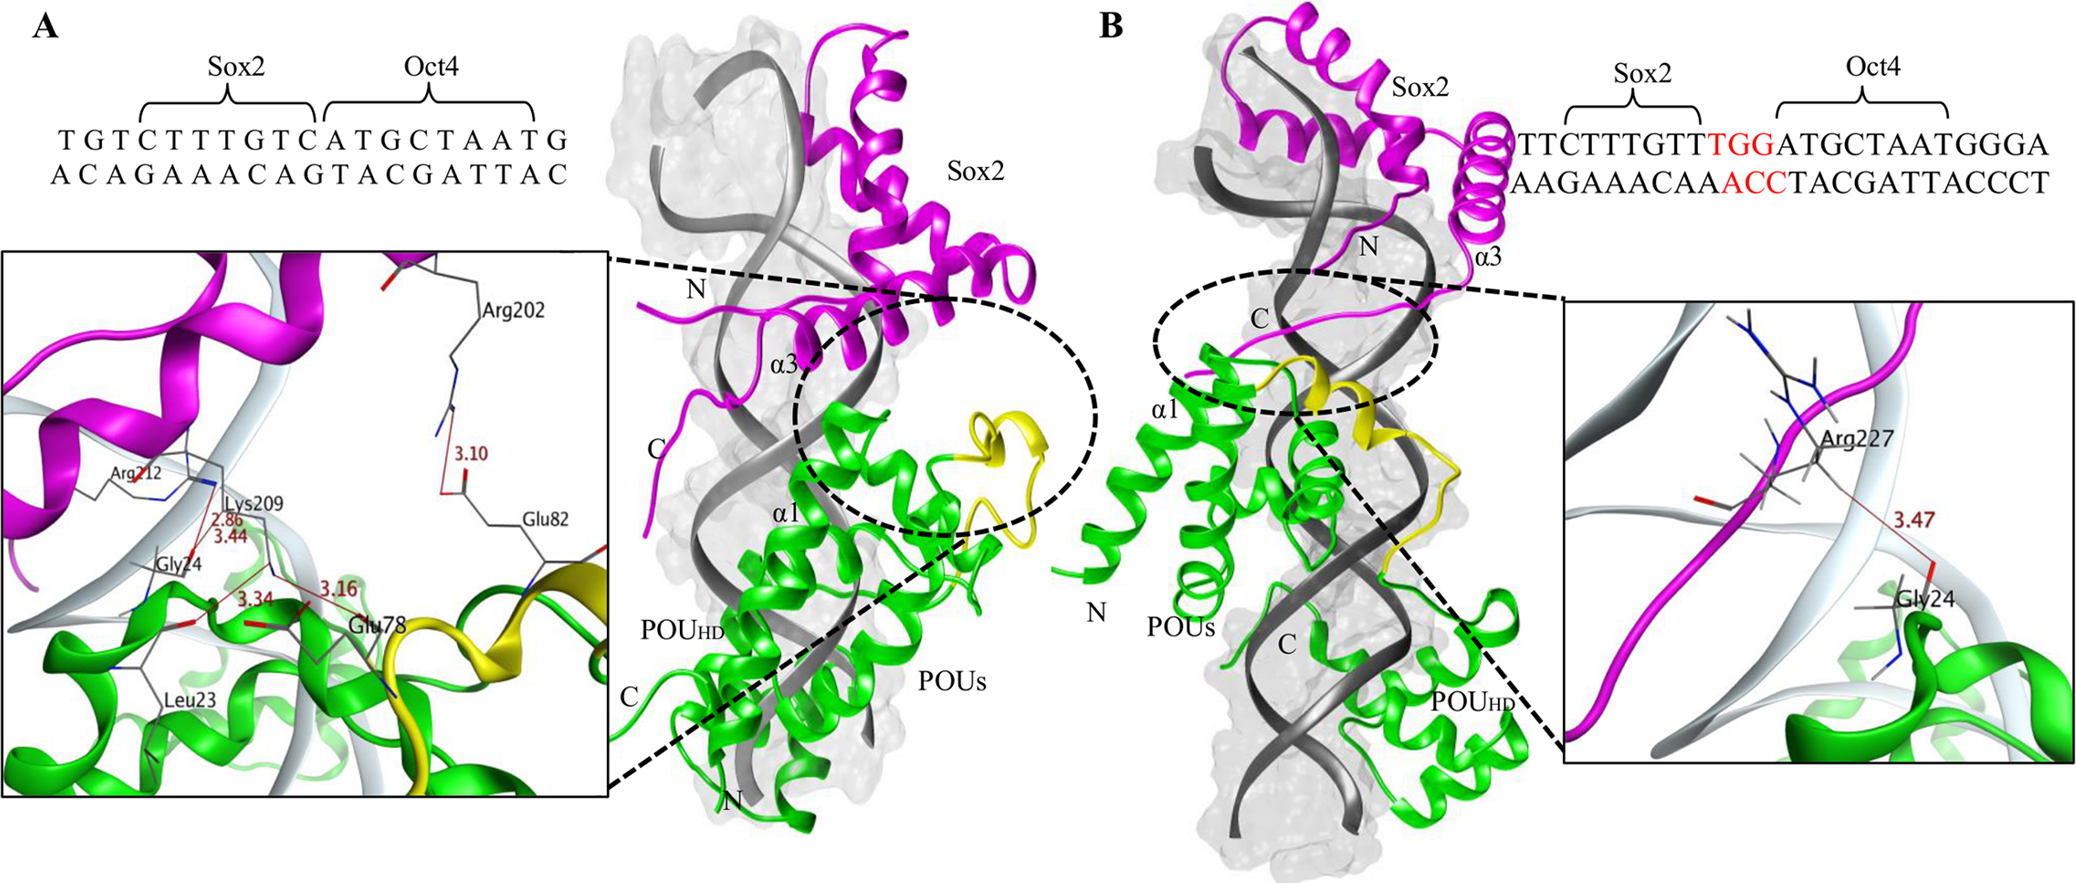 A
Sox2 Oct4
TGTCTTTGTCATGCTAATG
ACAGAAACAGTACGATTAC
Arg202
3.10
Arg212
Lys209
2.86
3.44
Glu82
Gly24
3.34
3.16
Glu78
Leu23
Sox2
N
α3
C
α1
POUHD
POUs
C
N
B
Sox2 Oct4
TTCTTTGTTTGGATGCTAATGGGA
AAGAAACAAACCTACGATTACCCT
Sox2
N
α3
C
α1
N
POUs
C
POUHD
Arg227
3.47
Gly24